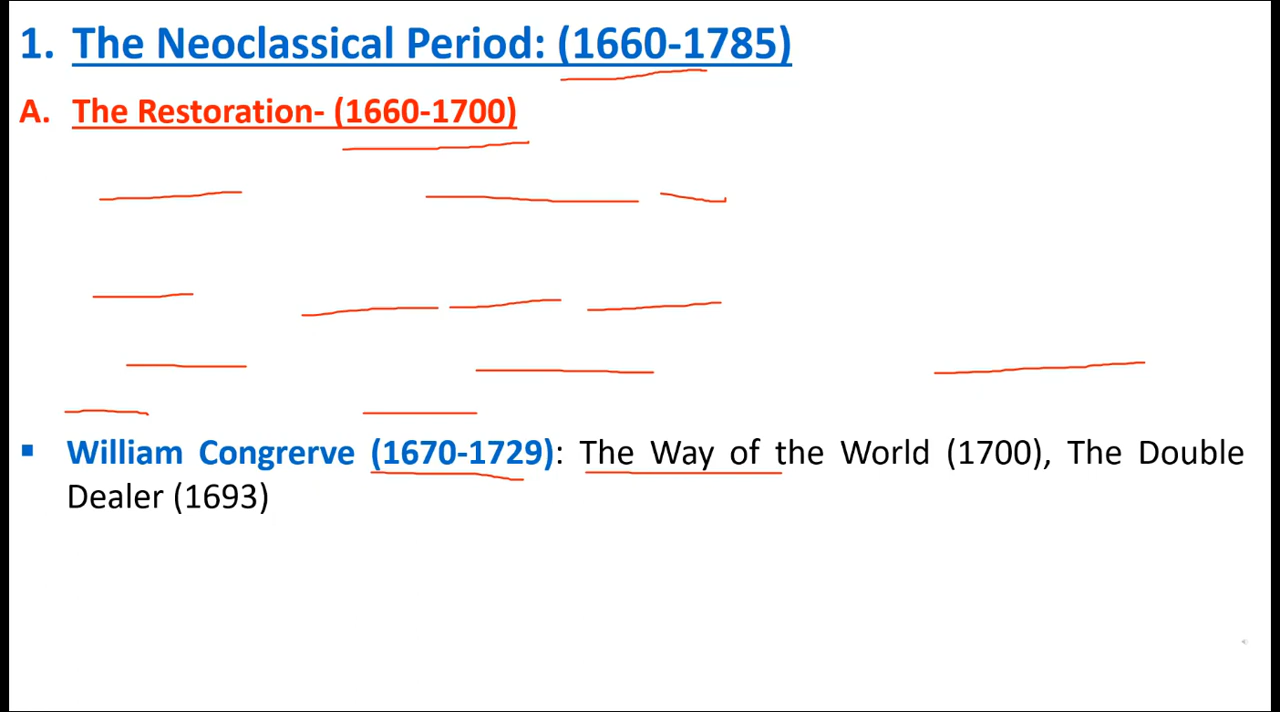 1. The Neoclassical Period: (1660-1785)
A. The Restoration- (1660-1700)
▪ William Congrerve (1670-1729): The Way of the World (1700), The Double
Dealer (1693)